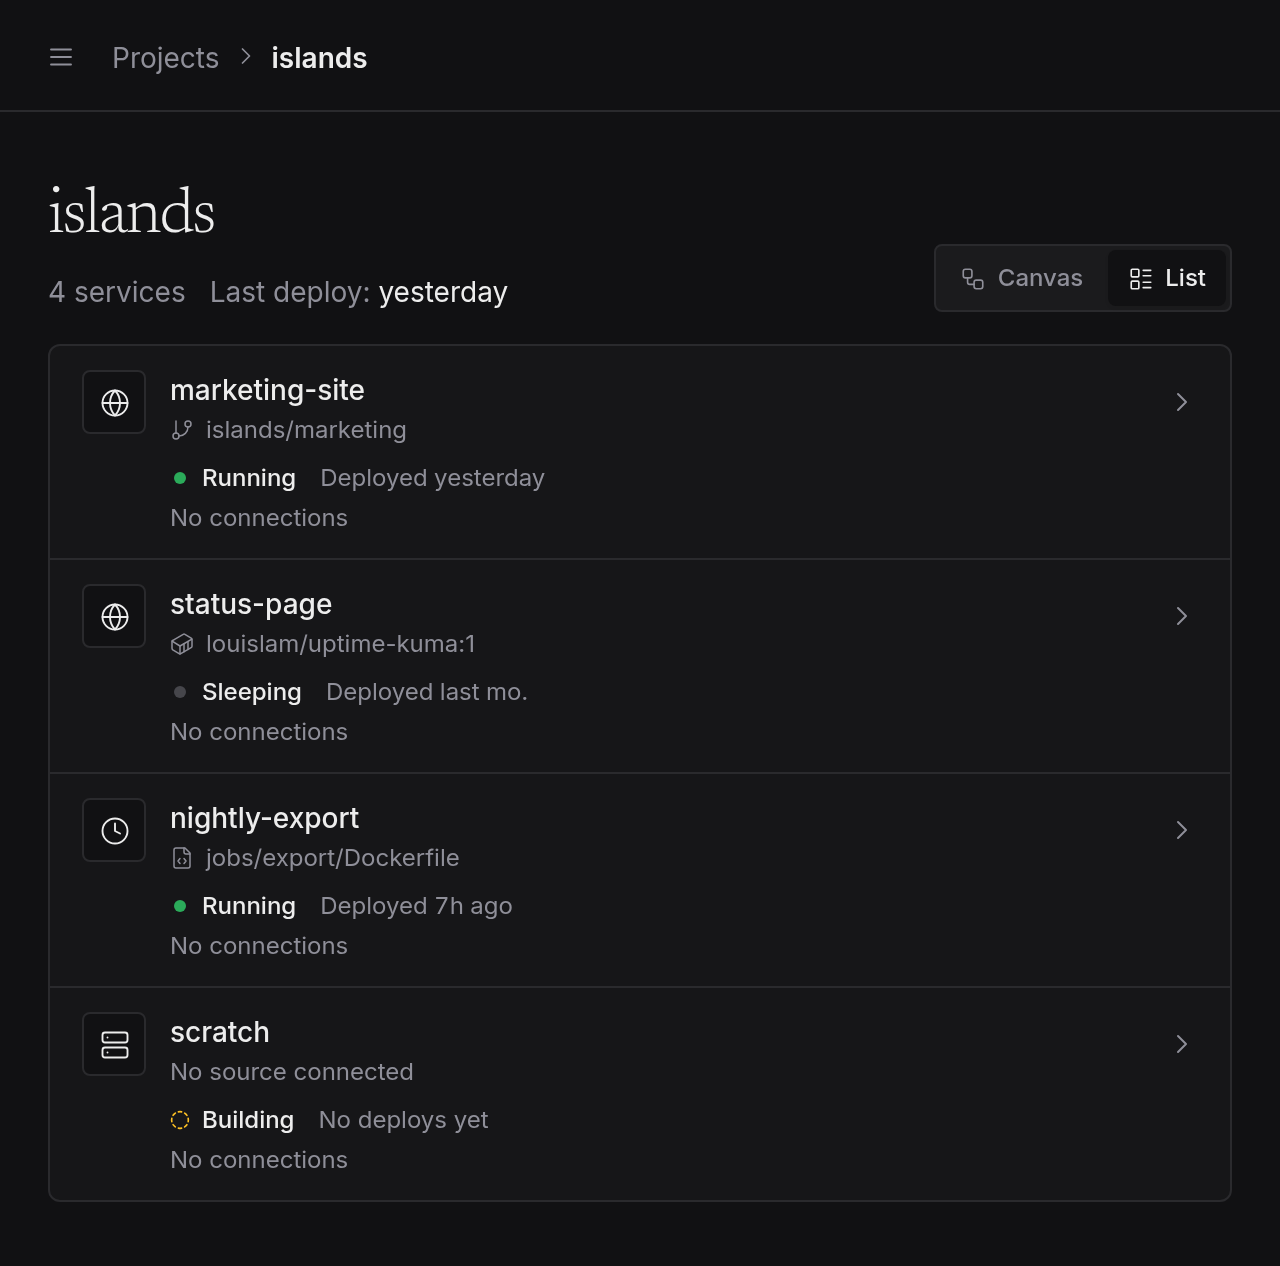 Projects > islands
islands
4 services Last deploy: yesterday
Canvas List
marketing-site
islands/marketing
Running Deployed yesterday
No connections
status-page
louislam/uptime-kuma:1
Sleeping Deployed last mo.
No connections
nightly-export
jobs/export/Dockerfile
Running Deployed 7h ago
No connections
scratch
No source connected
Building No deploys yet
No connections